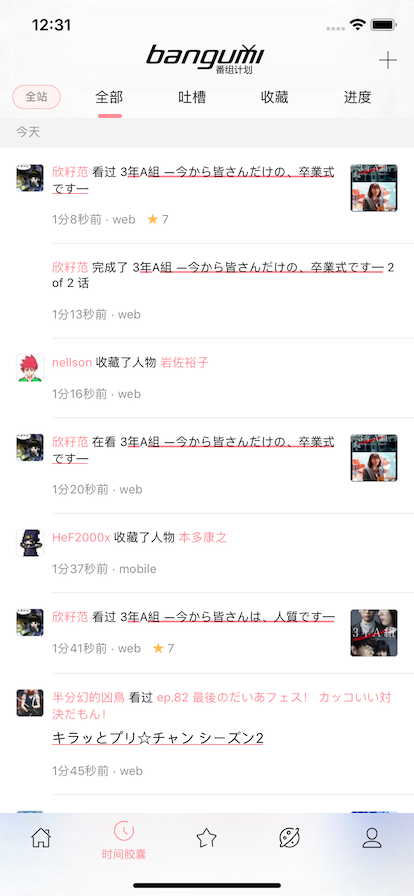 12:31
bangumi
番组计划
全站
全部
吐槽
收藏
进度
今天
欣籽范 看过 3年A組 ―今から皆さんだけの、卒業式
です―
1分8秒前 · web 7
欣籽范 完成了 3年A組 ―今から皆さんだけの、卒業式です― 2
of 2 话
1分13秒前 · web
nellson 收藏了人物 岩佐裕子
1分16秒前 · web
欣籽范 在看 3年A組 ―今から皆さんだけの、卒業式
です―
1分20秒前 · web
HeF2000x 收藏了人物 本多康之
1分37秒前 · mobile
欣籽范 看过 3年A組 ―今から皆さんは、人質です―
3年A組
1分41秒前 · web 7
半分幻的凶鳥 看过 ep.82 最後のだいあフェス！ カッコいい対
決だもん！
キラッとプリ☆チャン シーズン2
1分45秒前 · web
时间胶囊